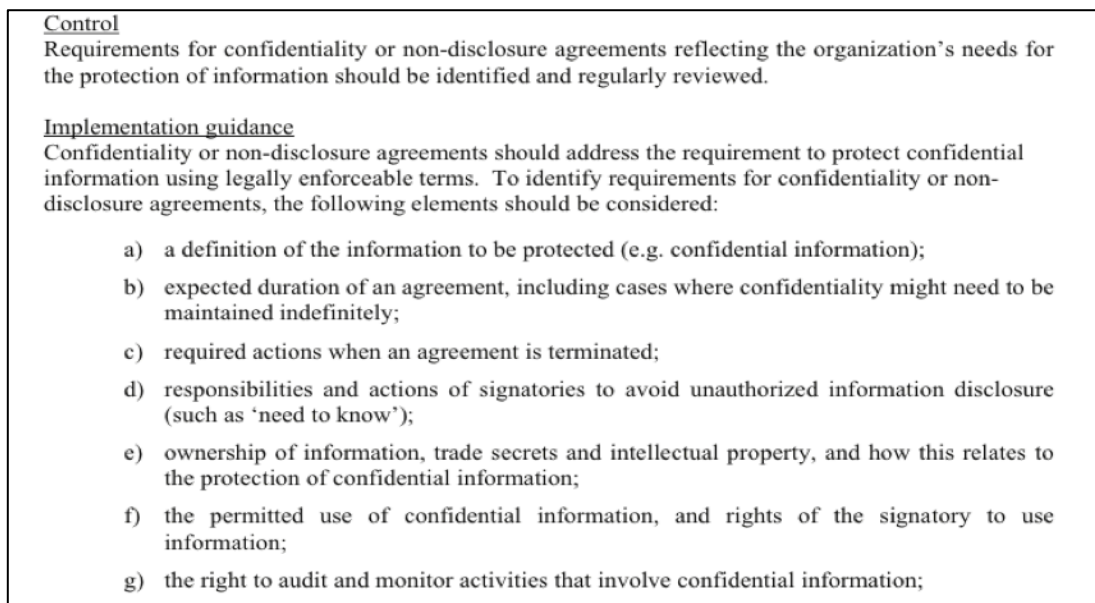 Control
Requirements for confidentiality or non-disclosure agreements reflecting the organization’s needs for
the protection of information should be identified and regularly reviewed.
Implementation guidance
Confidentiality or non-disclosure agreements should address the requirement to protect confidential
information using legally enforceable terms.  To identify requirements for confidentiality or non-
disclosure agreements, the following elements should be considered:
a) a definition of the information to be protected (e.g. confidential information);
b) expected duration of an agreement, including cases where confidentiality might need to be
maintained indefinitely;
c) required actions when an agreement is terminated;
d) responsibilities and actions of signatories to avoid unauthorized information disclosure
(such as ‘need to know’);
e) ownership of information, trade secrets and intellectual property, and how this relates to
the protection of confidential information;
f) the permitted use of confidential information, and rights of the signatory to use
information;
g) the right to audit and monitor activities that involve confidential information;